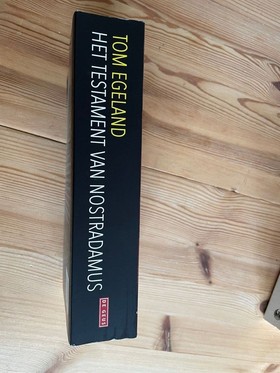 TOM EGELAND
HET TESTAMENT VAN NOSTRADAMUS
DE GEUS